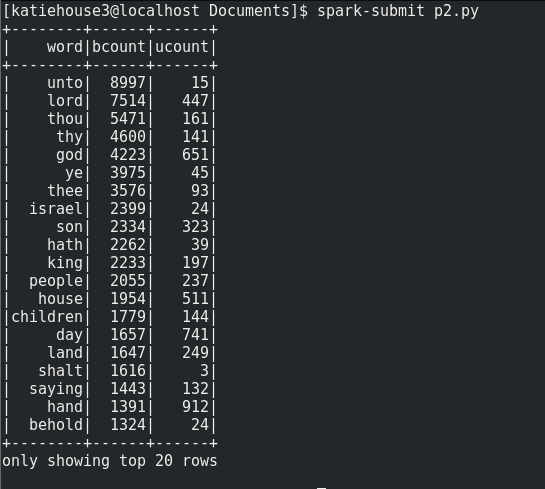 [katiehouse3@localhost Documents]$ spark-submit p2.py
+--------+------+------+
|    word|bcount|ucount|
+--------+------+------+
|    unto|  8997|    15|
|    lord|  7514|   447|
|    thou|  5471|   161|
|     thy|  4600|   141|
|     god|  4223|   651|
|      ye|  3975|    45|
|    thee|  3576|    93|
|  israel|  2399|    24|
|     son|  2334|   323|
|    hath|  2262|    39|
|    king|  2233|   197|
|  people|  2055|   237|
|   house|  1954|   511|
|children|  1779|   144|
|     day|  1657|   741|
|    land|  1647|   249|
|   shalt|  1616|     3|
|  saying|  1443|   132|
|    hand|  1391|   912|
|  behold|  1324|    24|
+--------+------+------+
only showing top 20 rows